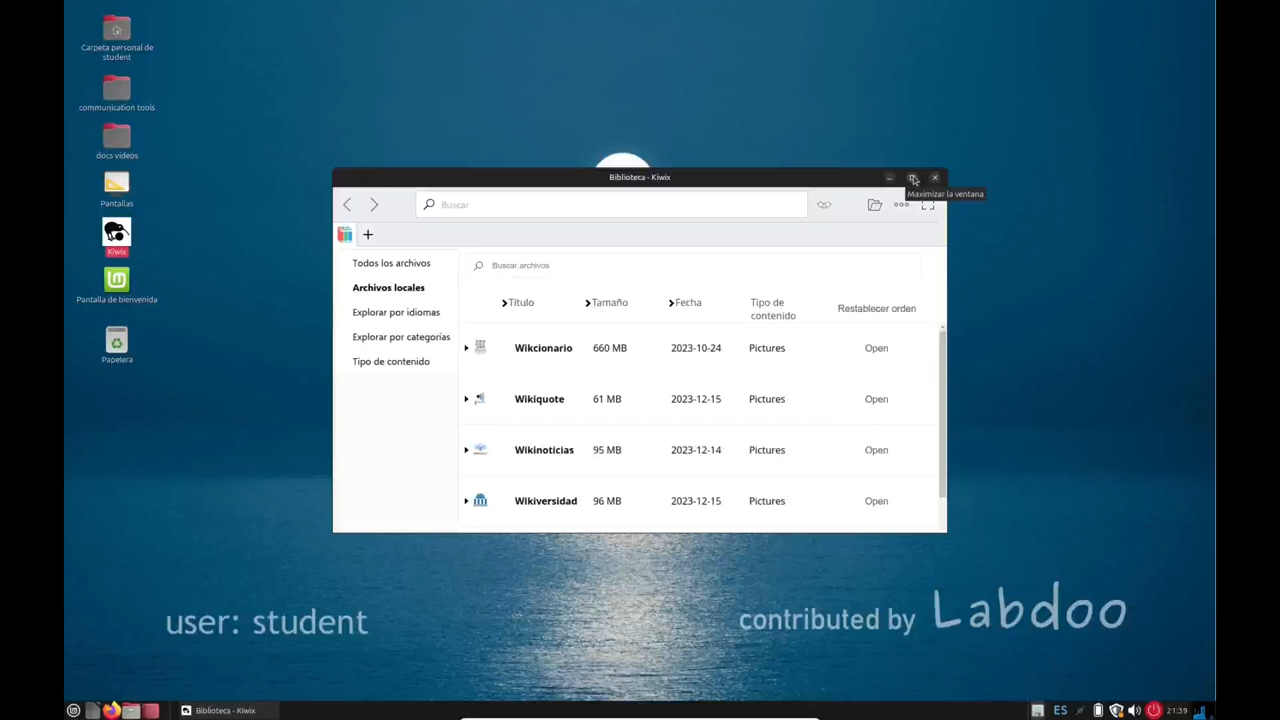 Carpeta personal de
student
communication tools
docs videos
Pantallas
Kiwix
Pantalla de bienvenida
Papelera
Biblioteca - Kiwix
Maximizar la ventana
Buscar
Todos los archivos
Archivos locales
Explorar por idiomas
Explorar por categorías
Tipo de contenido
Buscar archivos
Título Tamaño Fecha Tipo de contenido Restablecer orden
Wikcionario 660 MB 2023-10-24 Pictures Open
Wikiquote 61 MB 2023-12-15 Pictures Open
Wikinoticias 95 MB 2023-12-14 Pictures Open
Wikiversidad 96 MB 2023-12-15 Pictures Open
user: student
contributed by Labdoo
Biblioteca - Kiwix
ES
21:39